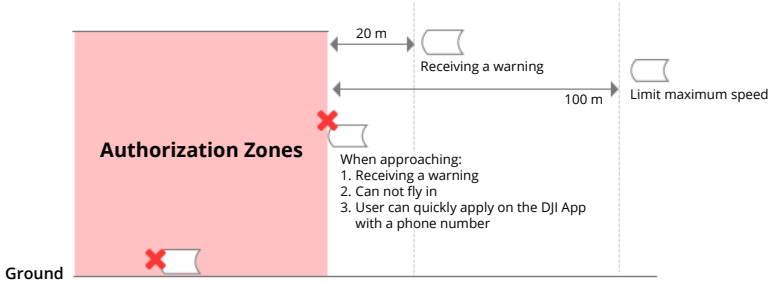 20 m
Receiving a warning
Limit maximum speed
100 m
Authorization Zones
When approaching:
1. Receiving a warning
2. Can not fly in
3. User can quickly apply on the DJI App
with a phone number
Ground